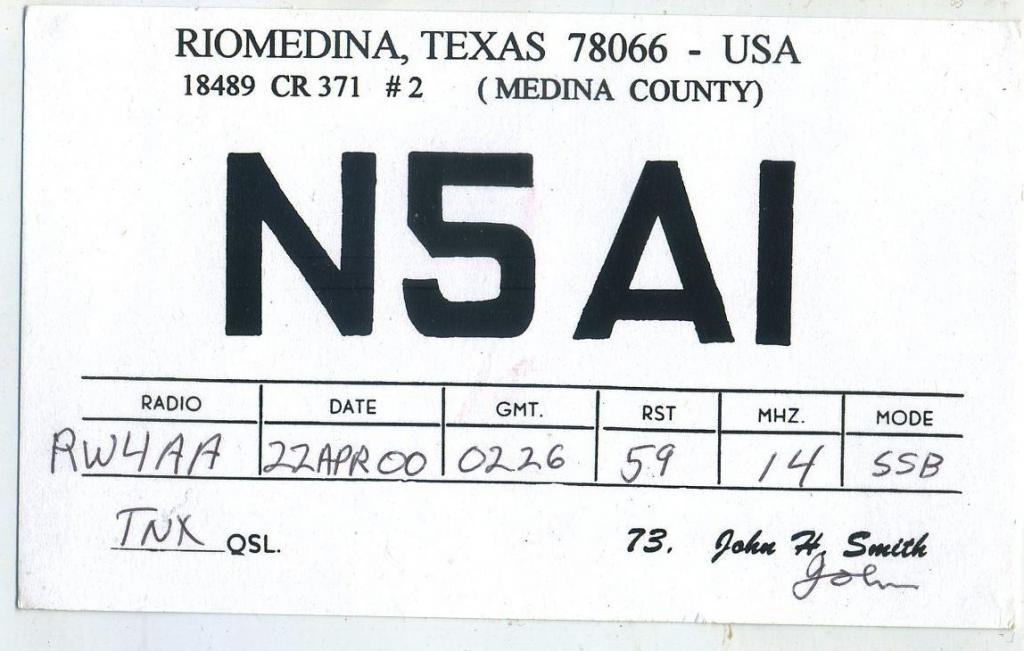 RIOMEDINA, TEXAS 78066 - USA
18489 CR 371 # 2 ( MEDINA COUNTY)
N5AI
RADIO DATE GMT. RST MHZ. MODE
RW4AA 22APR00 0226 59 14 SSB
TNX QSL. 73. John H. Smith
John